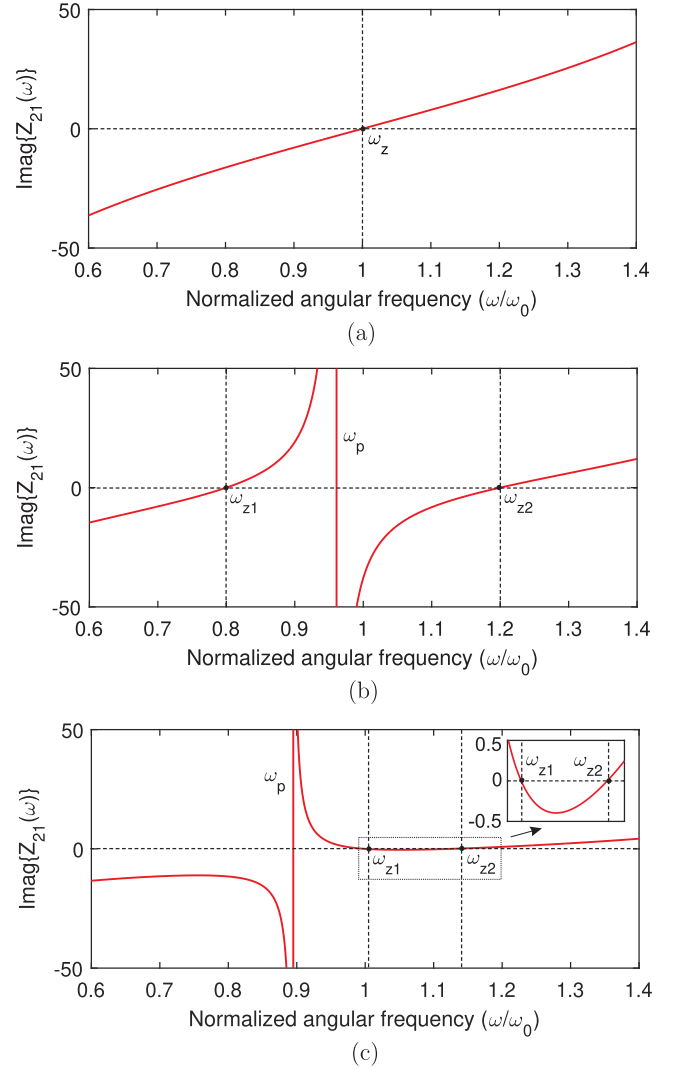 50
0
-50
Imag{Z21(ω)}
ωz
0.6 0.7 0.8 0.9 1 1.1 1.2 1.3 1.4
Normalized angular frequency (ω/ω0)
(a)
50
0
-50
Imag{Z21(ω)}
ωp
ωz1
ωz2
0.6 0.7 0.8 0.9 1 1.1 1.2 1.3 1.4
Normalized angular frequency (ω/ω0)
(b)
50
0
-50
Imag{Z21(ω)}
ωp
0.5
0
-0.5
ωz1 ωz2
ωz1
ωz2
0.6 0.7 0.8 0.9 1 1.1 1.2 1.3 1.4
Normalized angular frequency (ω/ω0)
(c)